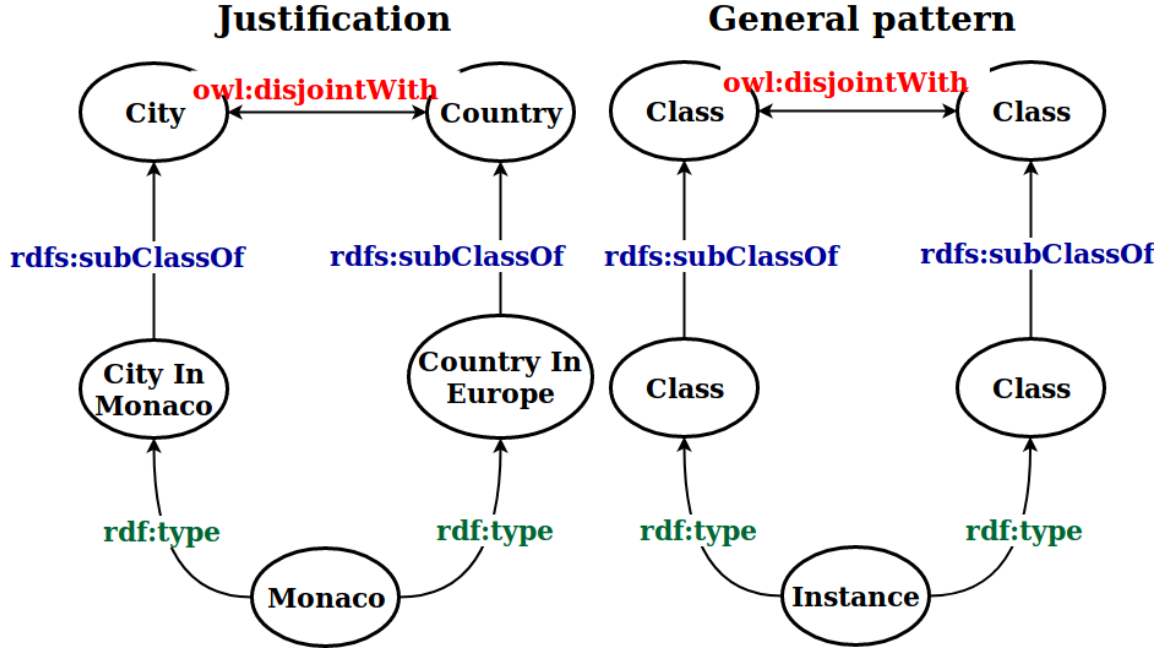 Justification
General pattern
owl:disjointWith
owl:disjointWith
City
Country
Class
Class
rdfs:subClassOf
rdfs:subClassOf
rdfs:subClassOf
rdfs:subClassOf
City In
Monaco
Country In
Europe
Class
Class
rdf:type
rdf:type
rdf:type
rdf:type
Monaco
Instance